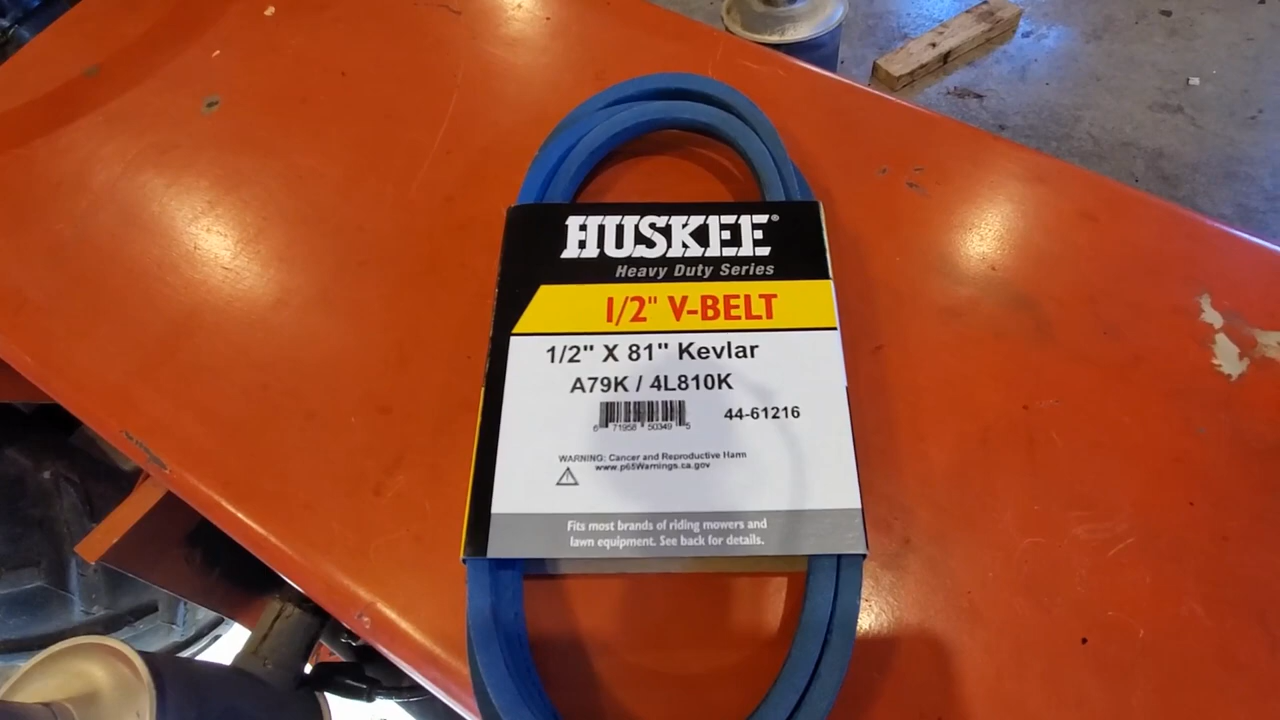 HUSKEE®
Heavy Duty Series
1/2" V-BELT
1/2" X 81" Kevlar
A79K / 4L810K
6 71958 50349 5
44-61216
WARNING: Cancer and Reproductive Harm
www.p65Warnings.ca.gov
Fits most brands of riding mowers and
lawn equipment. See back for details.